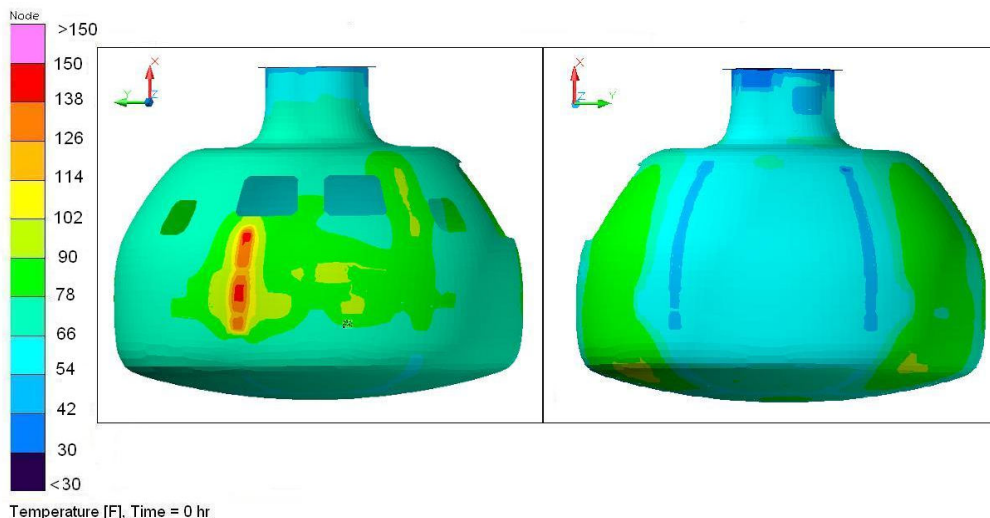 Node
>150
150
138
126
114
102
90
78
66
54
42
30
<30
X
Y
Z
X
Z
Y
Temperature [F], Time = 0 hr